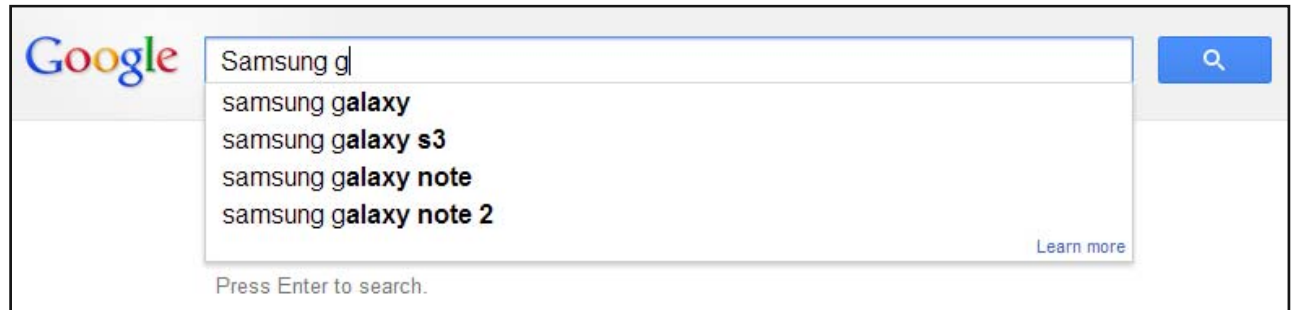 Google Samsung g
samsung galaxy
samsung galaxy s3
samsung galaxy note
samsung galaxy note 2
Learn more
Press Enter to search.